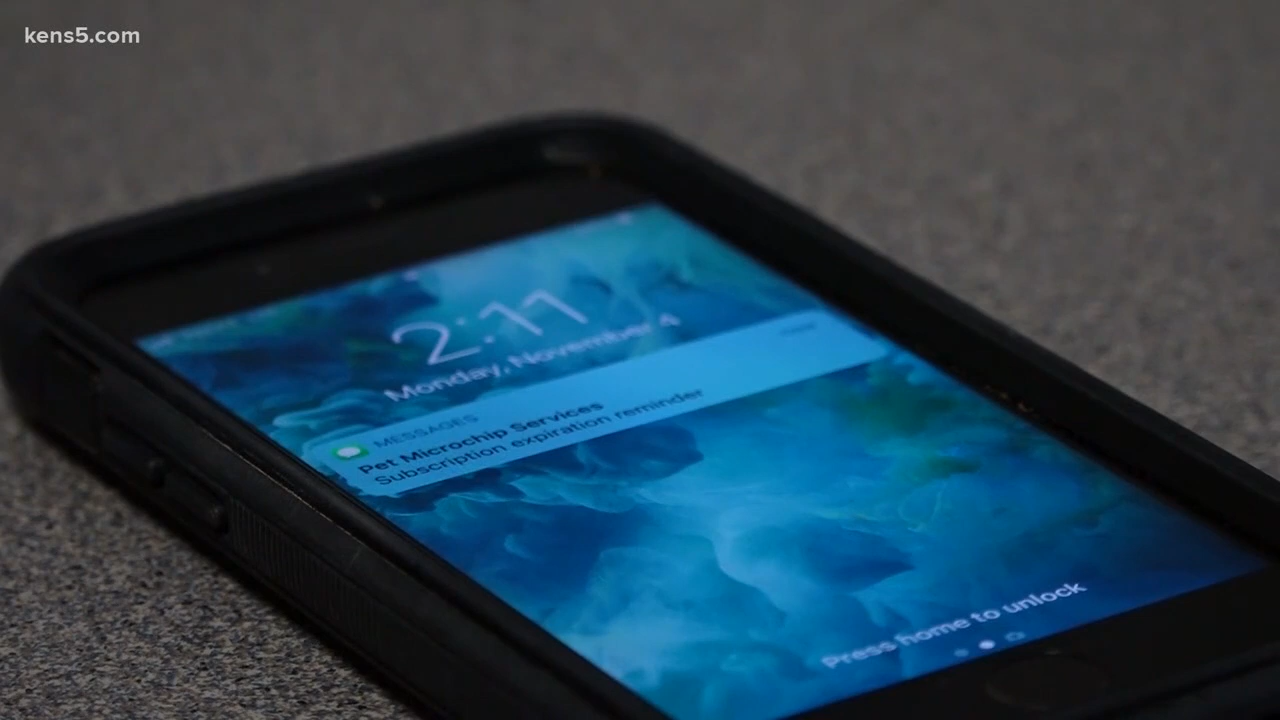 kens5.com
2:11
Monday, November 4
MESSAGES
Pet Microchip Services
Subscription expiration reminder
Press home to unlock